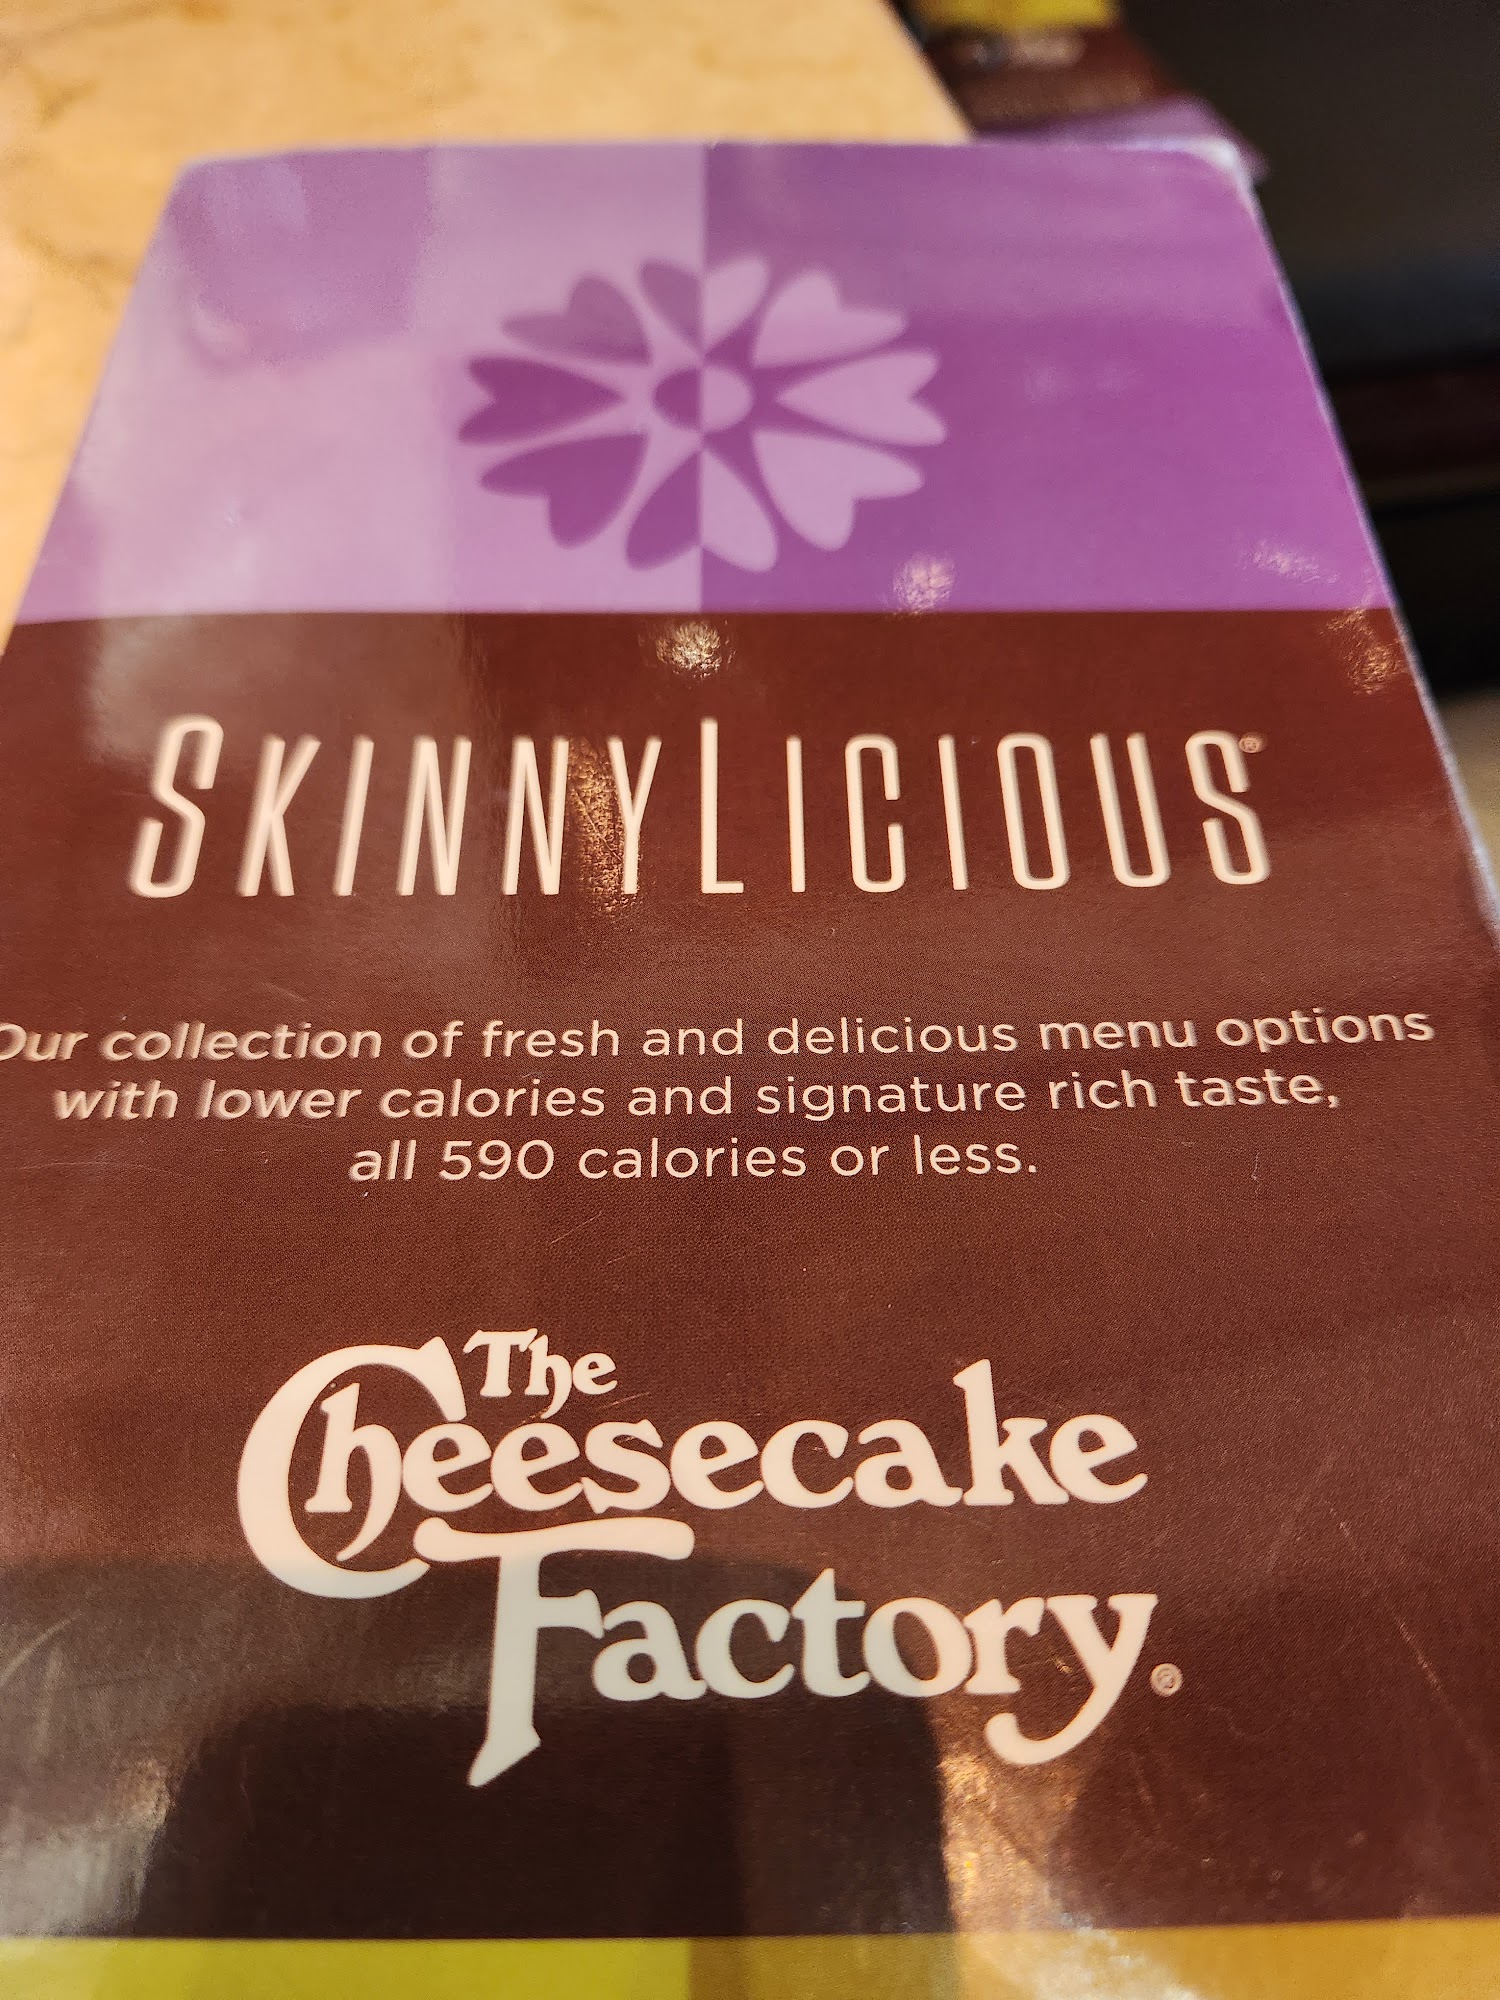 SKINNYLICIOUS®
Our collection of fresh and delicious menu options
with lower calories and signature rich taste,
all 590 calories or less.
The
Cheesecake
Factory®